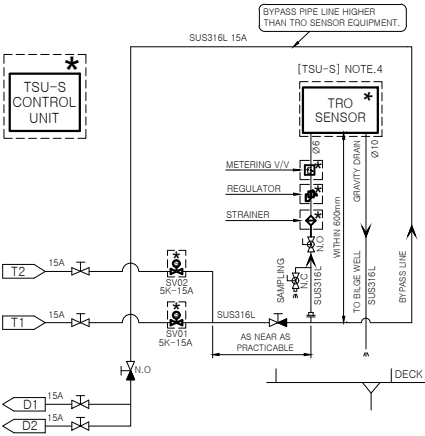 BYPASS PIPE LINE HIGHER
THAN TRO SENSOR EQUIPMENT.
SUS316L 15A
[TSU-S] NOTE.4
TSU-S
CONTROL
UNIT
*
TRO
SENSOR
*
Ø6
Ø10
METERING V/V
*
REGULATOR
*
STRAINER
*
N.O
GRAVITY DRAIN
WITHIN 600mm
TO BILGE WELL
SUS316L
BYPASS LINE
SAMPLING
N.C
SUS316L
T2
15A
*
SV02
5K-15A
T1
15A
*
SV01
5K-15A
SUS316L
AS NEAR AS
PRACTICABLE
N.O
DECK
D1
15A
D2
15A